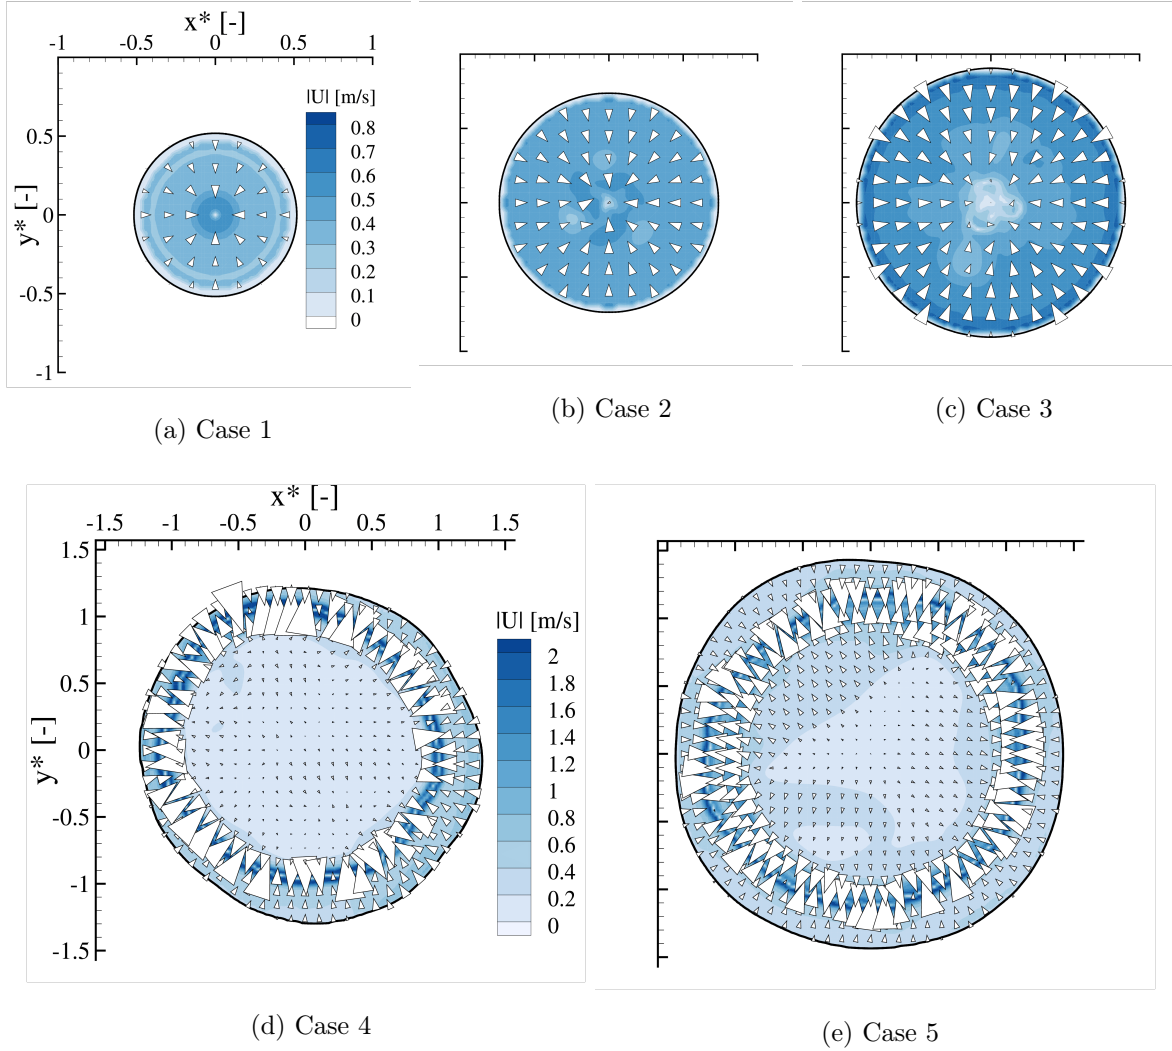 x* [-]
-1 -0.5 0 0.5 1
|U| [m/s]
0.8
0.7
0.6
0.5
0.4
0.3
0.2
0.1
0
y* [-]
0.5
0
-0.5
-1
(a) Case 1
(b) Case 2
(c) Case 3
x* [-]
-1.5 -1 -0.5 0 0.5 1 1.5
y* [-]
1.5
1
0.5
0
-0.5
-1
-1.5
|U| [m/s]
2
1.8
1.6
1.4
1.2
1
0.8
0.6
0.4
0.2
0
(d) Case 4
(e) Case 5